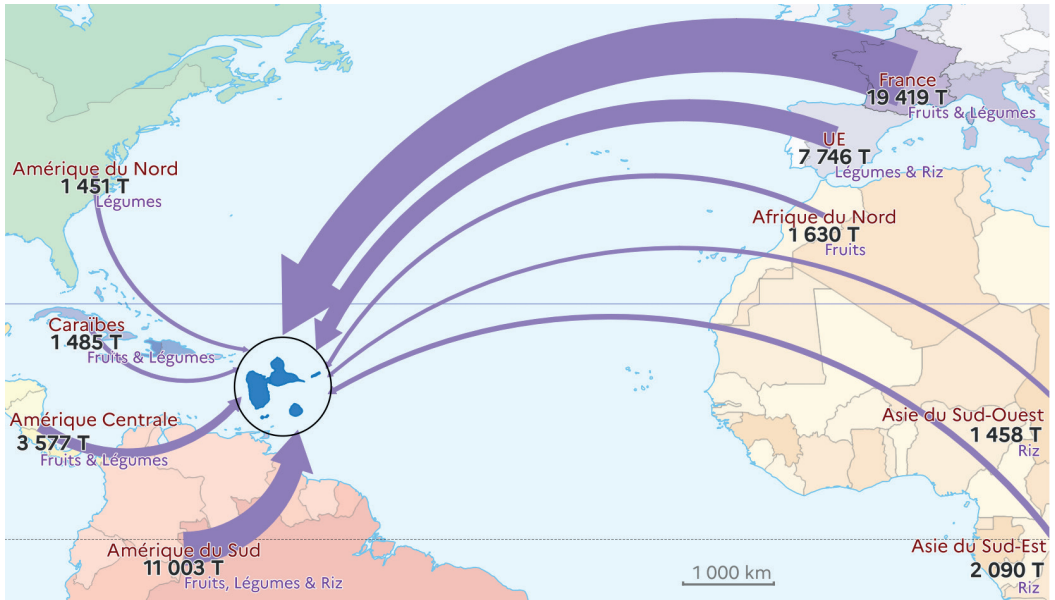 France
19 419 T
Fruits & Légumes
UE
7 746 T
Légumes & Riz
Amérique du Nord
1 451 T
Légumes
Afrique du Nord
1 630 T
Fruits
Caraïbes
1 485 T
Fruits & Légumes
Amérique Centrale
3 577 T
Fruits & Légumes
Asie du Sud-Ouest
1 458 T
Riz
Amérique du Sud
11 003 T
Fruits, Légumes & Riz
Asie du Sud-Est
2 090 T
Riz
1 000 km